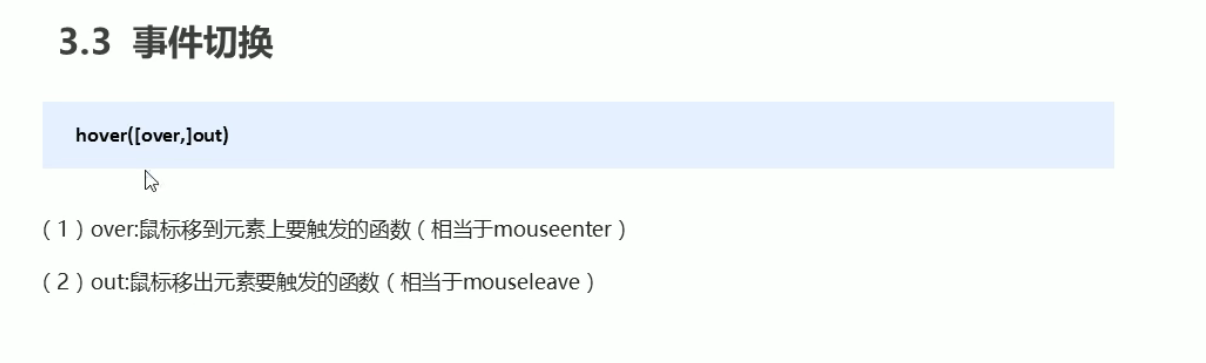 3.3 事件切换
hover([over,]out)
（1）over:鼠标移到元素上要触发的函数（相当于mouseenter）
（2）out:鼠标移出元素要触发的函数（相当于mouseleave）